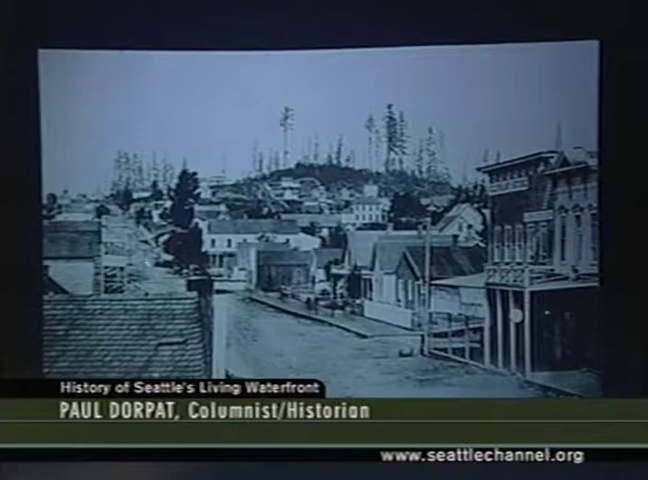 History of Seattle's Living Waterfront
PAUL DORPAT, Columnist/Historian
www.seattlechannel.org